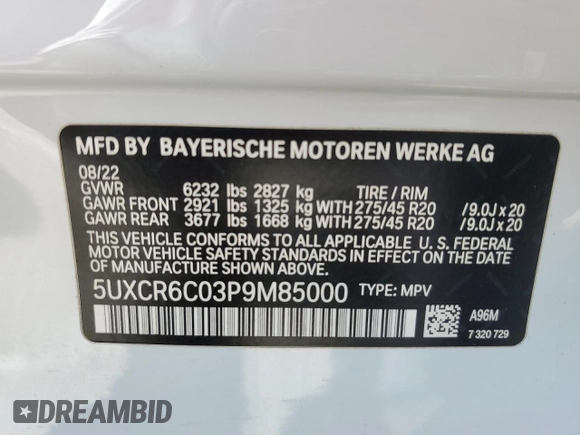 MFD BY BAYERISCHE MOTOREN WERKE AG
08/22
GVWR 6232 lbs 2827 kg TIRE / RIM
GAWR FRONT 2921 lbs 1325 kg WITH 275/45 R20 /9.0J x 20
GAWR REAR 3677 lbs 1668 kg WITH 275/45 R20 /9.0J x 20
THIS VEHICLE CONFORMS TO ALL APPLICABLE U. S. FEDERAL
MOTOR VEHICLE SAFETY STANDARDS IN EFFECT ON THE
DATE OF MANUFACTURE SHOWN ABOVE.
5UXCR6C03P9M85000 TYPE: MPV
A96M
7 320 729
DREAMBID